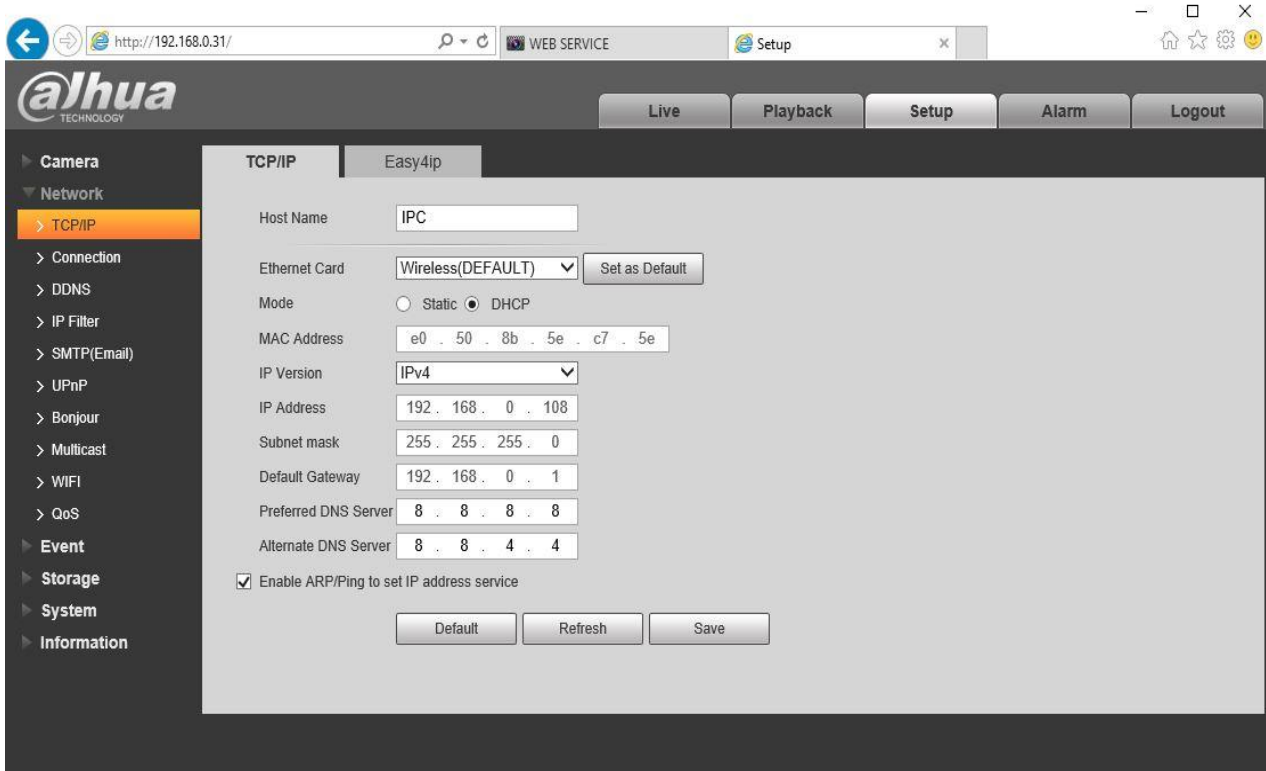 http://192.168.0.31/
WEB SERVICE
Setup
alhua
TECHNOLOGY
Live
Playback
Setup
Alarm
Logout
Camera
Network
TCP/IP
Connection
DDNS
IP Filter
SMTP(Email)
UPnP
Bonjour
Multicast
WIFI
QoS
Event
Storage
System
Information
TCP/IP
Easy4ip
Host Name IPC
Ethernet Card Wireless(DEFAULT) Set as Default
Mode Static DHCP
MAC Address e0 . 50 . 8b . 5e . c7 . 5e
IP Version IPv4
IP Address 192 . 168 . 0 . 108
Subnet mask 255 . 255 . 255 . 0
Default Gateway 192 . 168 . 0 . 1
Preferred DNS Server 8 . 8 . 8 . 8
Alternate DNS Server 8 . 8 . 4 . 4
Enable ARP/Ping to set IP address service
Default Refresh Save